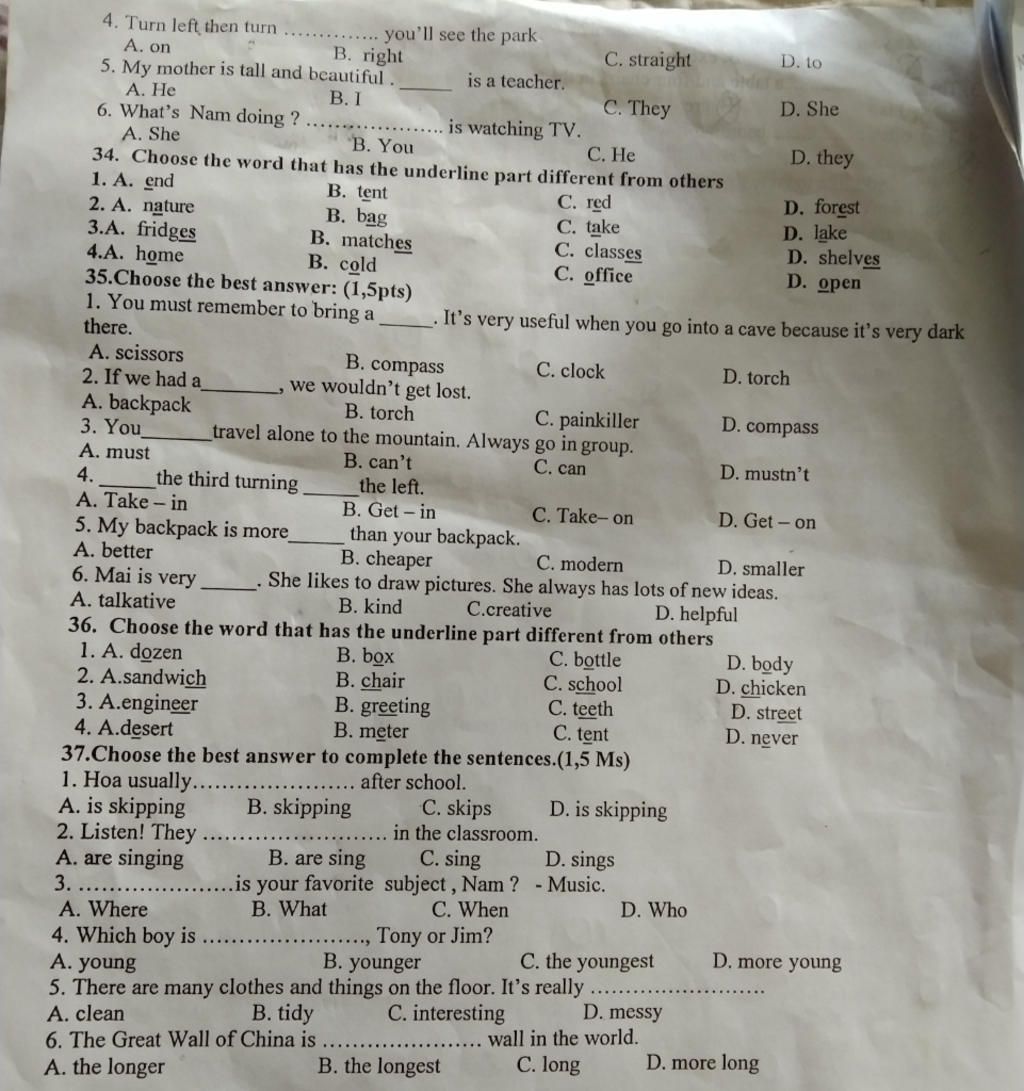 4. Turn left then turn .............. you'll see the park
A. on B. right C. straight D. to
5. My mother is tall and beautiful . _____ is a teacher.
A. He B. I C. They D. She
6. What's Nam doing ? .................... is watching TV.
A. She B. You C. He D. they
34. Choose the word that has the underline part different from others
1. A. end B. tent C. red D. forest
2. A. nature B. bag C. take D. lake
3.A. fridges B. matches C. classes D. shelves
4.A. home B. cold C. office D. open
35.Choose the best answer: (1,5pts)
1. You must remember to bring a _____. It's very useful when you go into a cave because it's very dark
there.
A. scissors B. compass C. clock D. torch
2. If we had a_______, we wouldn't get lost.
A. backpack B. torch C. painkiller D. compass
3. You______travel alone to the mountain. Always go in group.
A. must B. can't C. can D. mustn't
4. _____the third turning _____the left.
A. Take – in B. Get – in C. Take– on D. Get – on
5. My backpack is more_____ than your backpack.
A. better B. cheaper C. modern D. smaller
6. Mai is very _____. She likes to draw pictures. She always has lots of new ideas.
A. talkative B. kind C.creative D. helpful
36. Choose the word that has the underline part different from others
1. A. dozen B. box C. bottle D. body
2. A.sandwich B. chair C. school D. chicken
3. A.engineer B. greeting C. teeth D. street
4. A.desert B. meter C. tent D. never
37.Choose the best answer to complete the sentences.(1,5 Ms)
1. Hoa usually........................ after school.
A. is skipping B. skipping C. skips D. is skipping
2. Listen! They ........................... in the classroom.
A. are singing B. are sing C. sing D. sings
3. .......................is your favorite subject , Nam ? - Music.
A. Where B. What C. When D. Who
4. Which boy is ........................, Tony or Jim?
A. young B. younger C. the youngest D. more young
5. There are many clothes and things on the floor. It's really .........................
A. clean B. tidy C. interesting D. messy
6. The Great Wall of China is ....................... wall in the world.
A. the longer B. the longest C. long D. more long